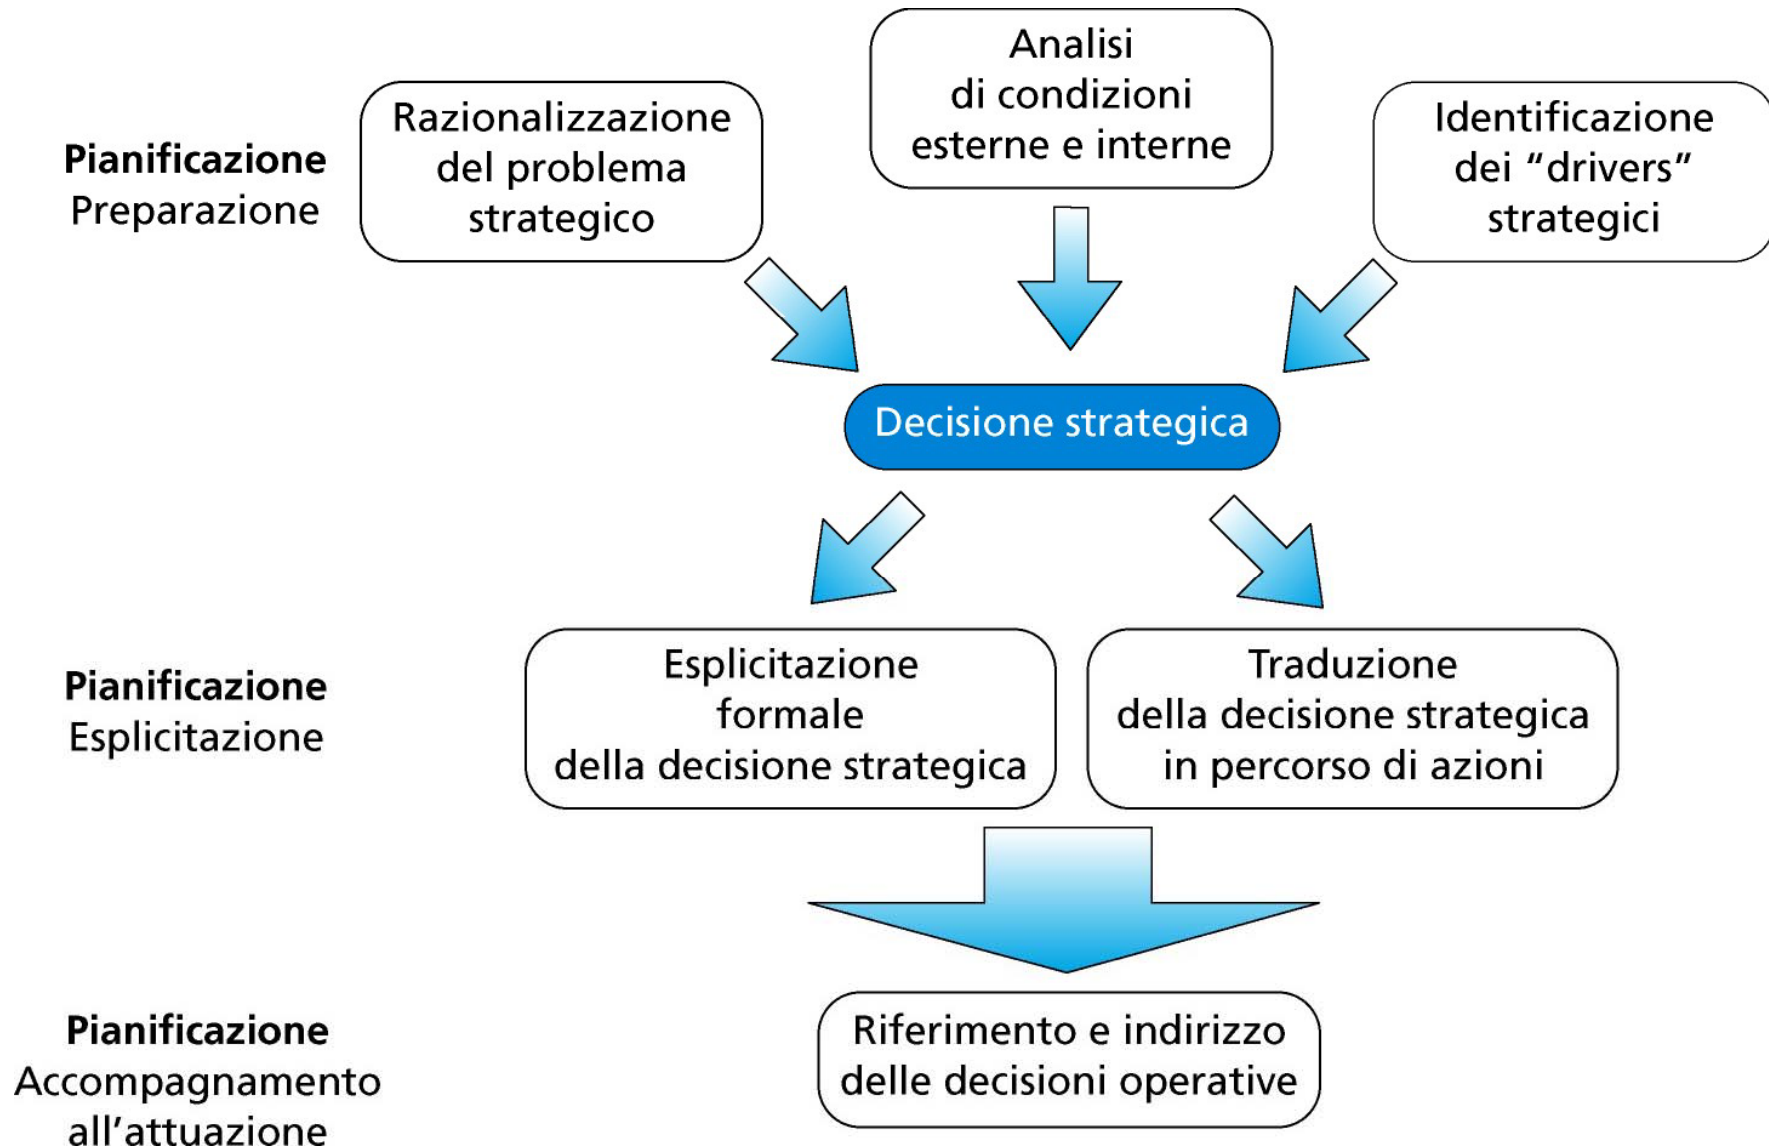 Pianificazione
Preparazione
Razionalizzazione
del problema
strategico
Analisi
di condizioni
esterne e interne
Identificazione
dei “drivers”
strategici
Decisione strategica
Pianificazione
Esplicitazione
Esplicitazione
formale
della decisione strategica
Traduzione
della decisione strategica
in percorso di azioni
Pianificazione
Accompagnamento
all’attuazione
Riferimento e indirizzo
delle decisioni operative